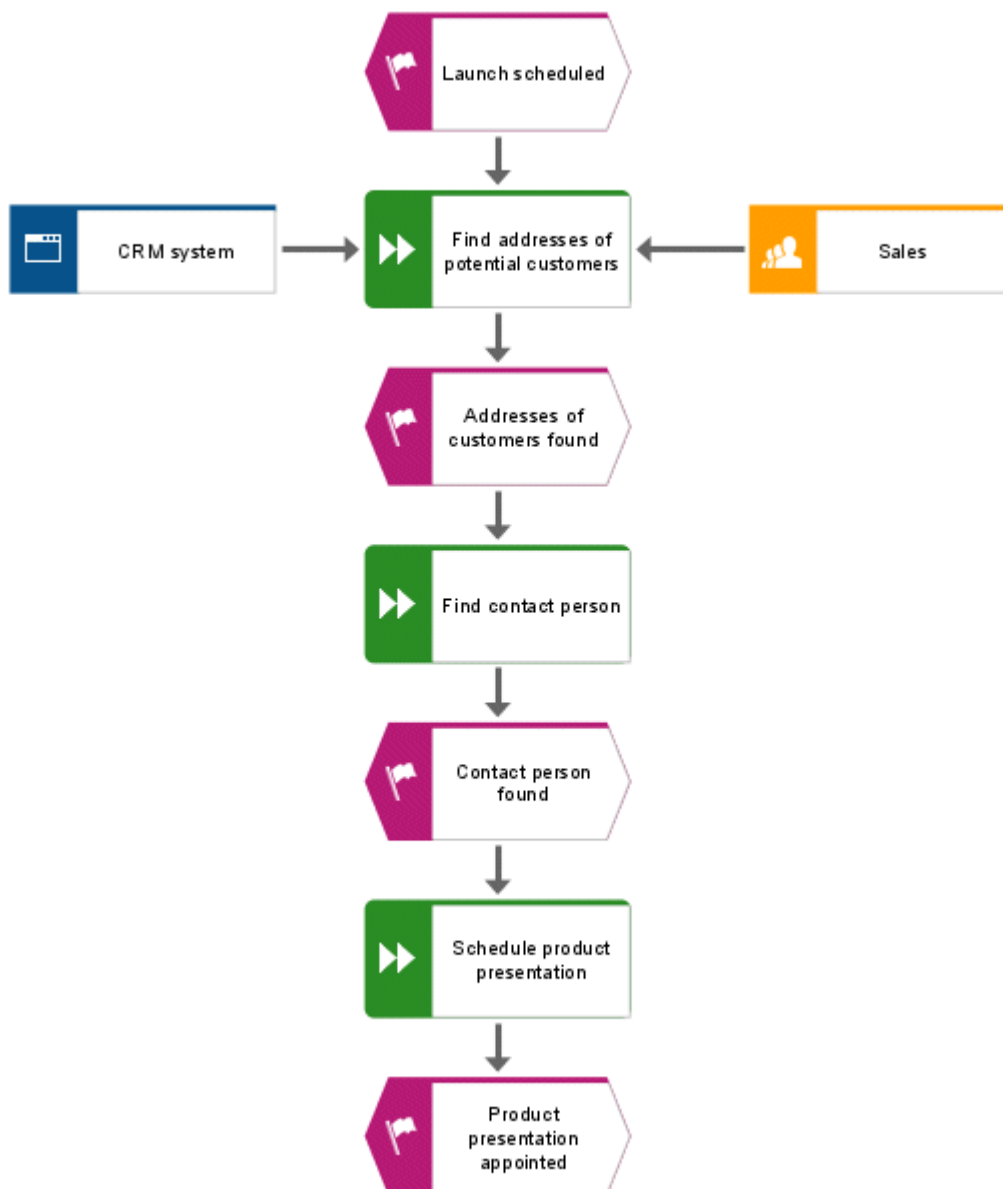 Launch scheduled
CRM system
Find addresses of
potential customers
Sales
Addresses of
customers found
Find contact person
Contact person
found
Schedule product
presentation
Product
presentation
appointed